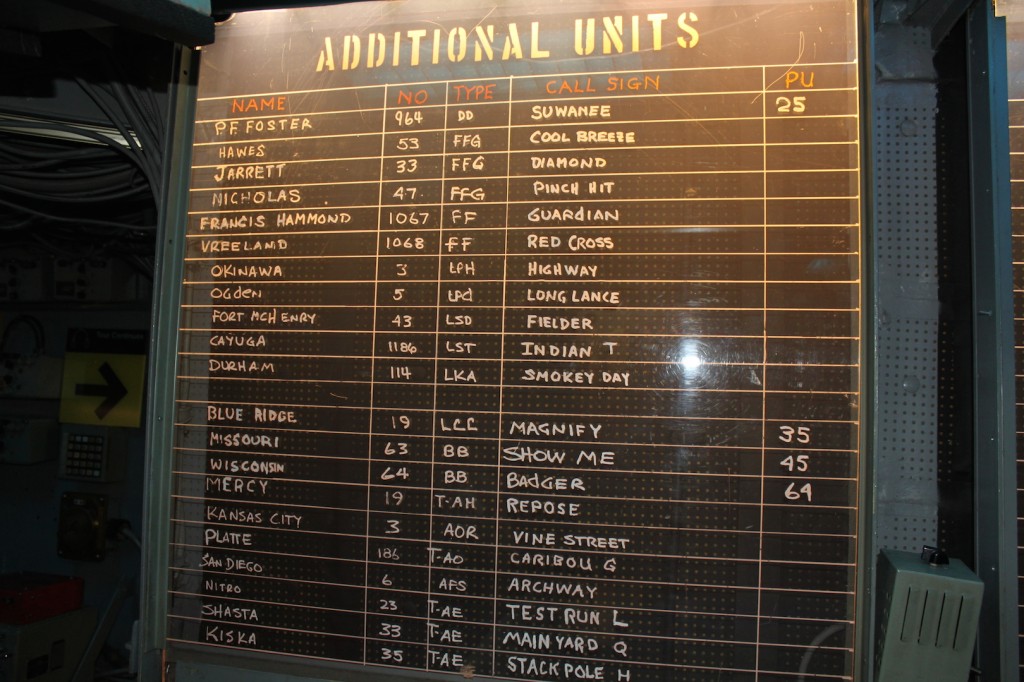 ADDITIONAL UNITS
NAME NO TYPE CALL SIGN PU
P.F. FOSTER 964 DD SUWANEE 25
HAWES 53 FFG COOL BREEZE
JARRETT 33 FFG DIAMOND
NICHOLAS 47 FFG PINCH HIT
FRANCIS HAMMOND 1067 FF GUARDIAN
VREELAND 1068 FF RED CROSS
OKINAWA 3 LPH HIGHWAY
OGden 5 LPd LONG LANCE
FORT MCHENRY 43 LSD FIELDER
CAYUGA 1186 LST INDIAN T
DURHAM 114 LKA SMOKEY DAY
BLUE RIDGE 19 LCC MAGNIFY 35
MISSOURI 63 BB SHOW ME 45
WISCONSIN 64 BB BADGER 64
MERCY 19 T-AH REPOSE
KANSAS CITY 3 AOR VINE STREET
PLATTE 186 T-AO CARIBOU G
SAN DIEGO 6 AFS ARCHWAY
NITRO 23 T-AE TEST RUN L
SHASTA 33 T-AE MAIN YARD Q
KISKA 35 T-AE STACKPOLE H